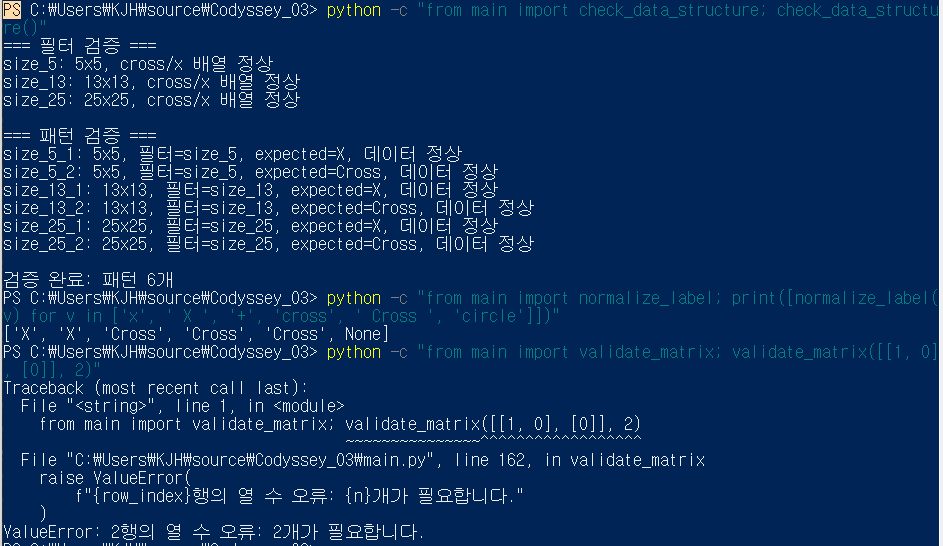 PS C:\Users\KJH\source\Codyssey_03> python -c "from main import check_data_structure; check_data_structu
re()"
=== 필터 검증 ===
size_5: 5x5, cross/x 배열 정상
size_13: 13x13, cross/x 배열 정상
size_25: 25x25, cross/x 배열 정상
=== 패턴 검증 ===
size_5_1: 5x5, 필터=size_5, expected=X, 데이터 정상
size_5_2: 5x5, 필터=size_5, expected=Cross, 데이터 정상
size_13_1: 13x13, 필터=size_13, expected=X, 데이터 정상
size_13_2: 13x13, 필터=size_13, expected=Cross, 데이터 정상
size_25_1: 25x25, 필터=size_25, expected=X, 데이터 정상
size_25_2: 25x25, 필터=size_25, expected=Cross, 데이터 정상
검증 완료: 패턴 6개
PS C:₩Users₩KJH₩source₩Codyssey_03> python -c "from main import normalize_label; print([normalize_label(
v) for v in ['x', ' X ', '+', 'cross', ' Cross ', 'circle']])"
['X', 'X', 'Cross', 'Cross', 'Cross', None]
PS C:₩Users₩KJH₩source₩Codyssey_03> python -c "from main import validate_matrix; validate_matrix([[1, 0]
, [0]], 2)"
Traceback (most recent call last):
File "<string>", line 1, in <module>
from main import validate_matrix; validate_matrix([[1, 0], [0]], 2)
~~~~~~~~~~~~~~~^^^^^^^^^^^^^^^^^^
File "C:₩Users₩KJH₩source₩Codyssey_03₩main.py", line 162, in validate_matrix
raise ValueError(
f"{row_index}행의 열 수 오류: {n}개가 필요합니다."
)
ValueError: 2행의 열 수 오류: 2개가 필요합니다.